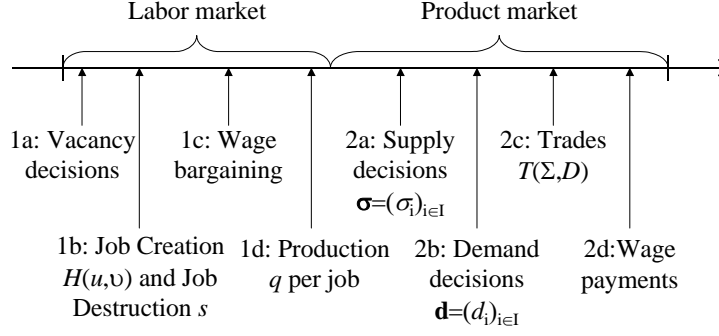 Labor market
Product market
1a: Vacancy
decisions
1c: Wage
bargaining
2a: Supply
decisions
σ=(σi)i∈I
2c: Trades
T(Σ,D)
1b: Job Creation
H(u,υ) and Job
Destruction s
1d: Production
q per job
2b: Demand
decisions
d=(di)i∈I
2d:Wage
payments